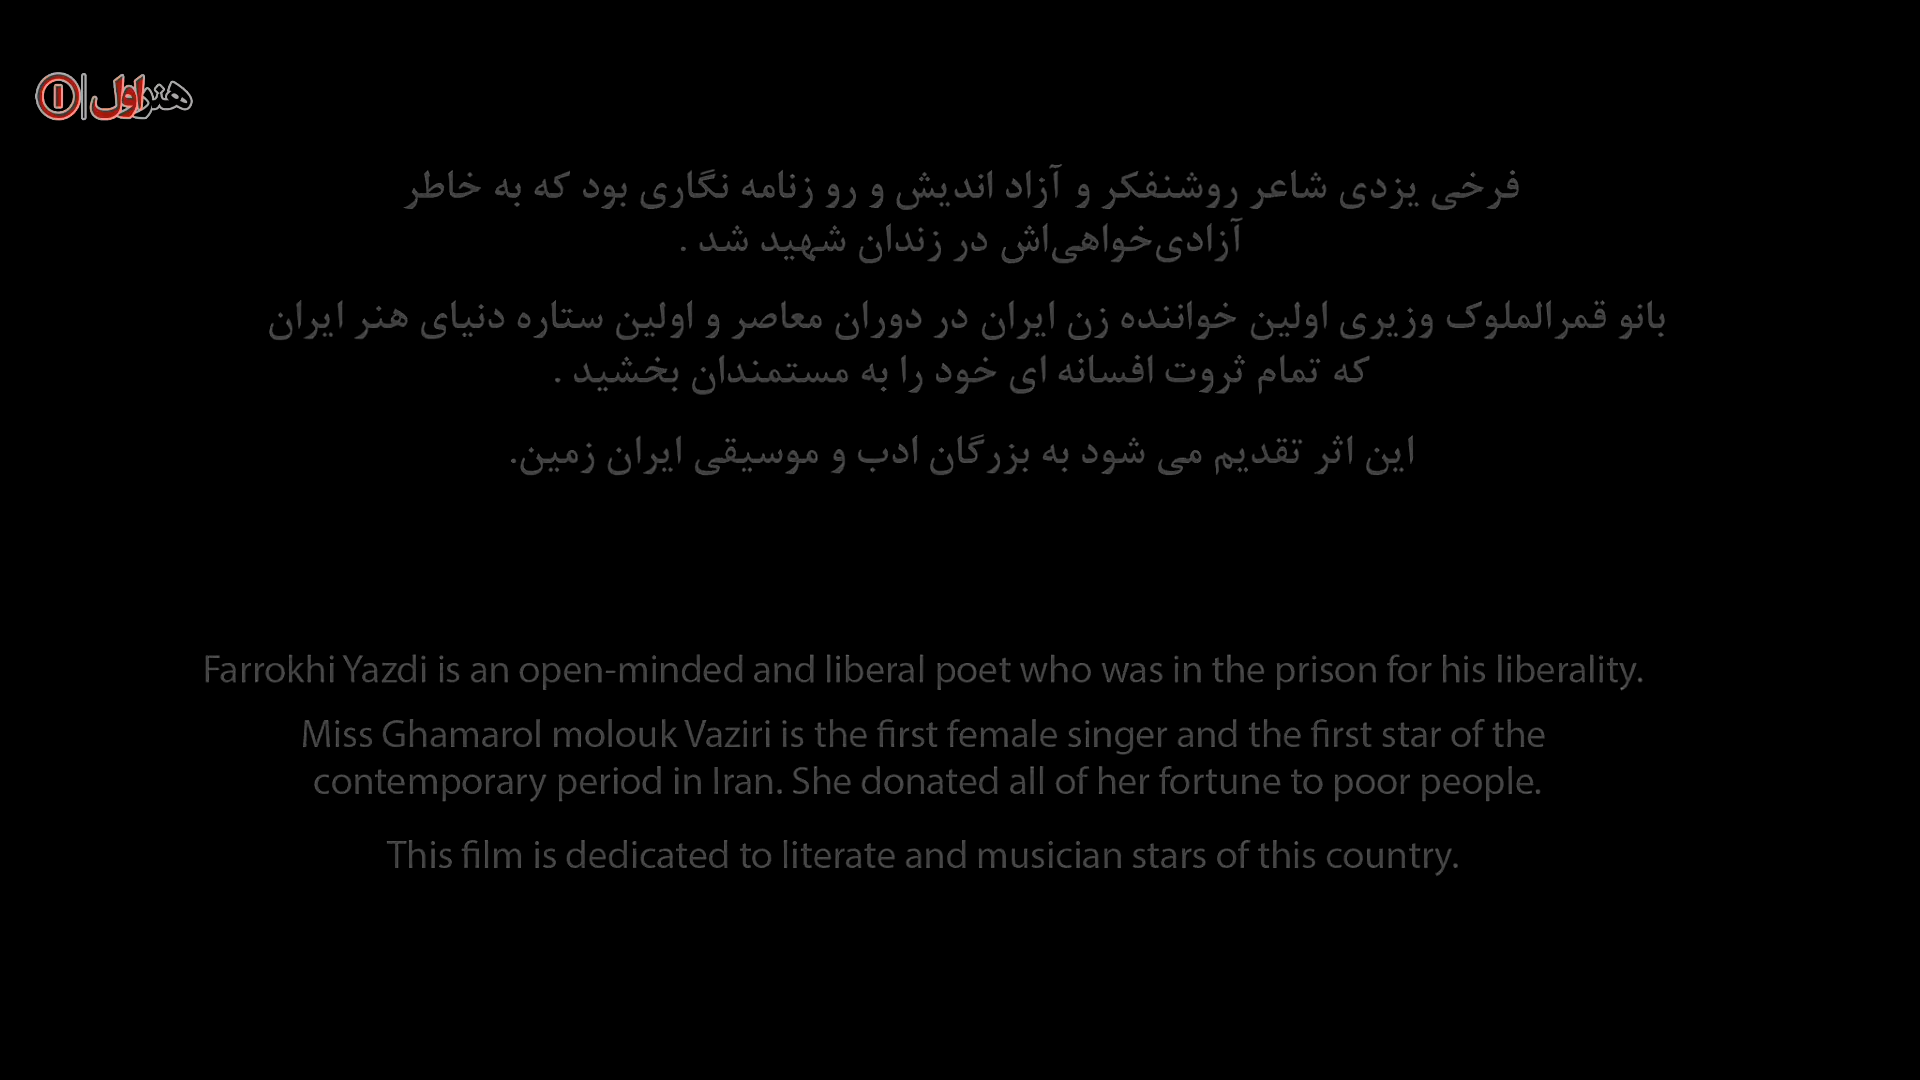 هنر اول
فرخی یزدی شاعر روشنفکر و آزاد اندیش و رو زنامه نگاری بود که به خاطر
آزادی‌خواهی‌اش در زندان شهید شد .
بانو قمرالملوک وزیری اولین خواننده زن ایران در دوران معاصر و اولین ستاره دنیای هنر ایران
که تمام ثروت افسانه ای خود را به مستمندان بخشید .
این اثر تقدیم می شود به بزرگان ادب و موسیقی ایران زمین.
Farrokhi Yazdi is an open-minded and liberal poet who was in the prison for his liberality.
Miss Ghamarol molouk Vaziri is the first female singer and the first star of the
contemporary period in Iran. She donated all of her fortune to poor people.
This film is dedicated to literate and musician stars of this country.